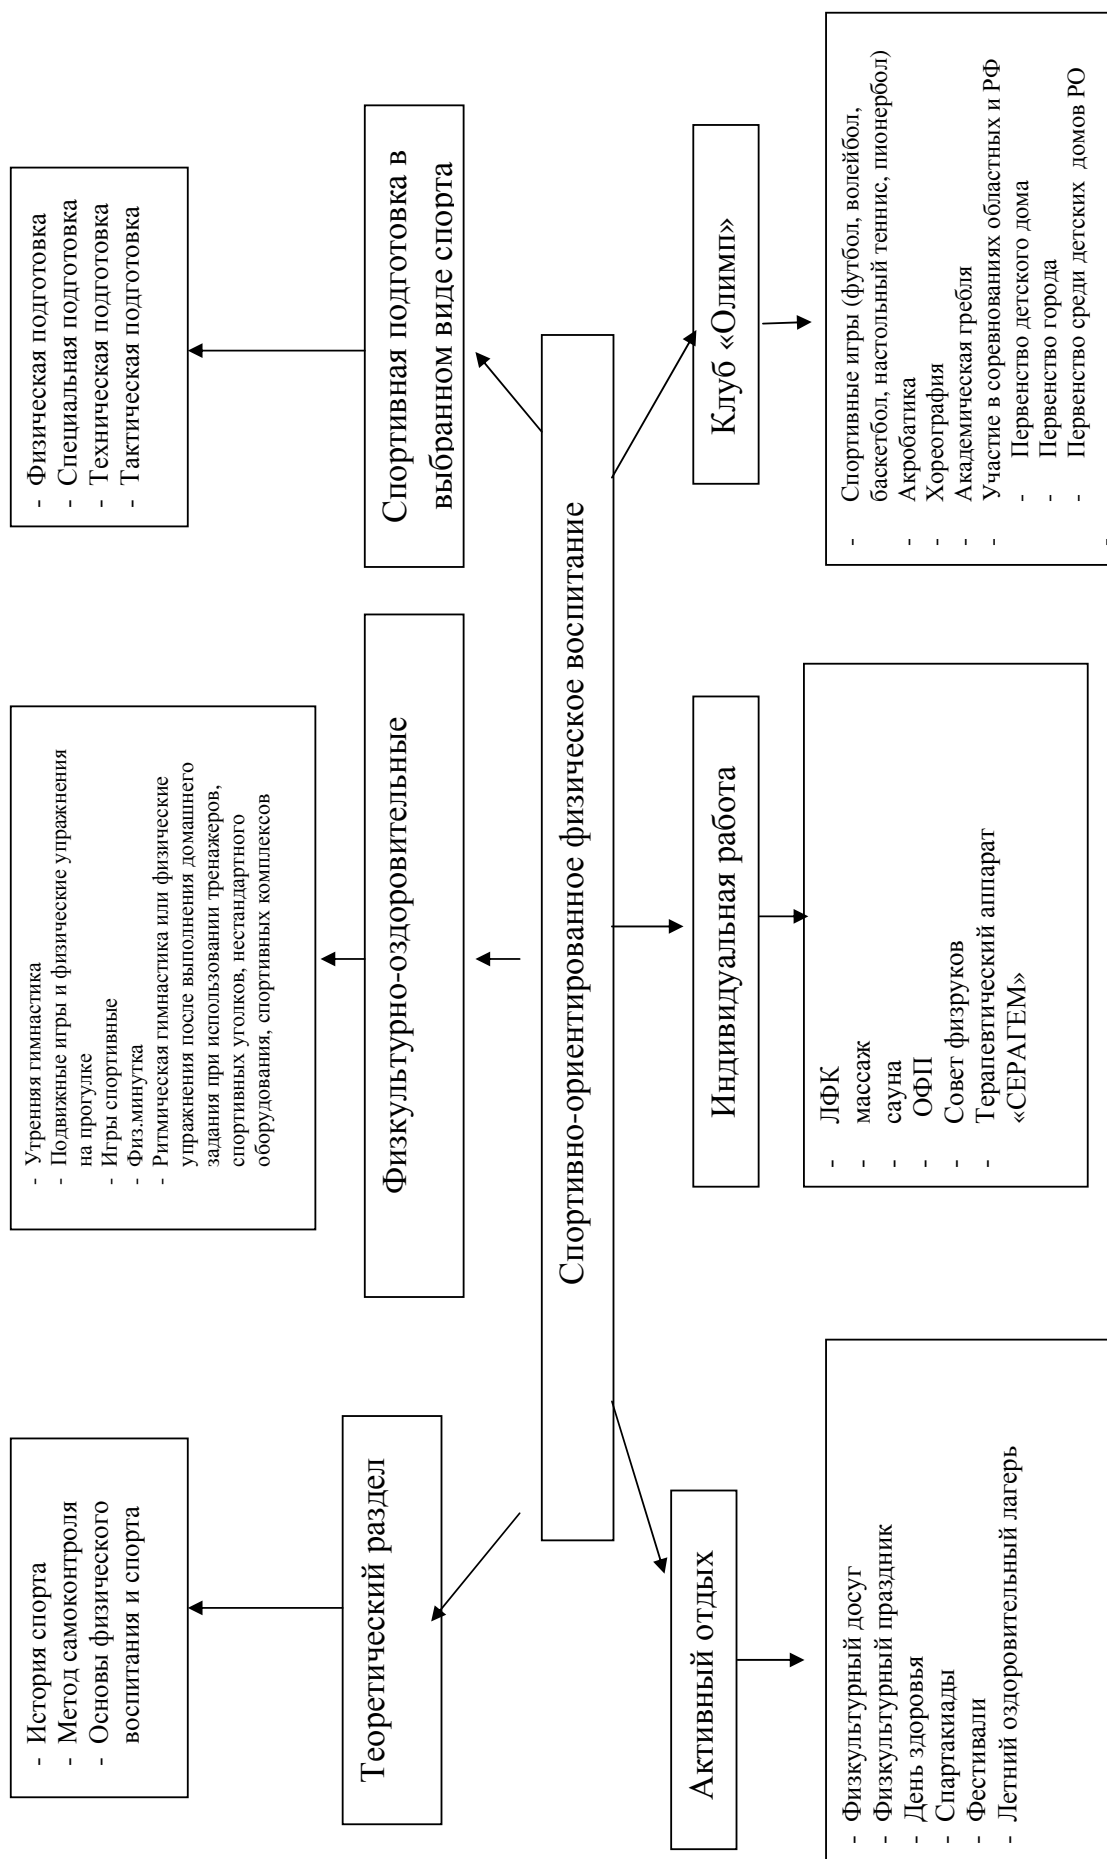 - История спорта
- Метод самоконтроля
- Основы физического
воспитания и спорта
- Утренняя гимнастика
- Подвижные игры и физические упражнения
на прогулке
- Игры спортивные
- Физ.минутка
- Ритмическая гимнастика или физические
упражнения после выполнения домашнего
задания при использовании тренажеров,
спортивных уголков, нестандартного
оборудования, спортивных комплексов
- Физическая подготовка
- Специальная подготовка
- Техническая подготовка
- Тактическая подготовка
Теоретический раздел
Физкультурно-оздоровительные
Спортивная подготовка в
выбранном виде спорта
Спортивно-ориентированное физическое воспитание
Активный отдых
Индивидуальная работа
Клуб «Олимп»
- Физкультурный досуг
- Физкультурный праздник
- День здоровья
- Спартакиады
- Фестивали
- Летний оздоровительный лагерь
- ЛФК
- массаж
- сауна
- ОФП
- Совет физруков
- Терапевтический аппарат
«СЕРАГЕМ»
- Спортивные игры (футбол, волейбол,
баскетбол, настольный теннис, пионербол)
- Акробатика
- Хореография
- Академическая гребля
- Участие в соревнованиях областных и РФ
- Первенство детского дома
- Первенство города
- Первенство среди детских домов РО
-